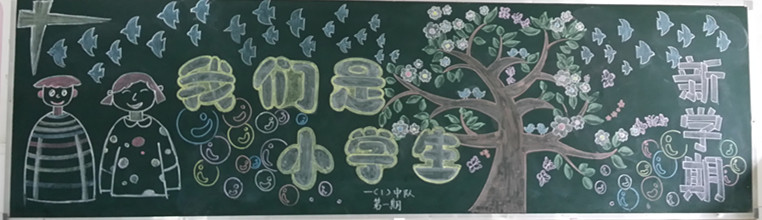 我们是
小学生
一(1)中队
第一期
新学期